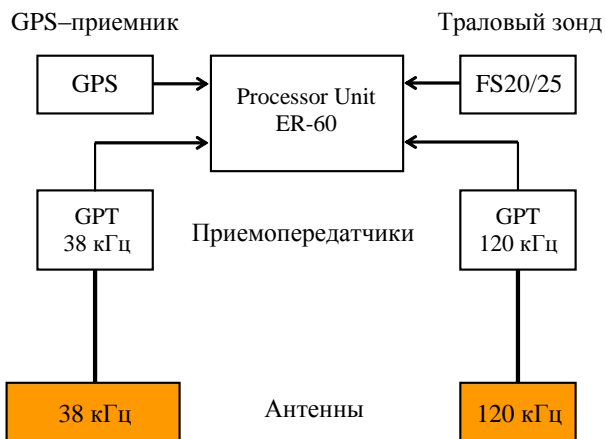 GPS–приемник
Траловый зонд
GPS
Processor Unit
ER-60
FS20/25
GPT
38 кГц
Приемопередатчики
GPT
120 кГц
38 кГц
Антенны
120 кГц